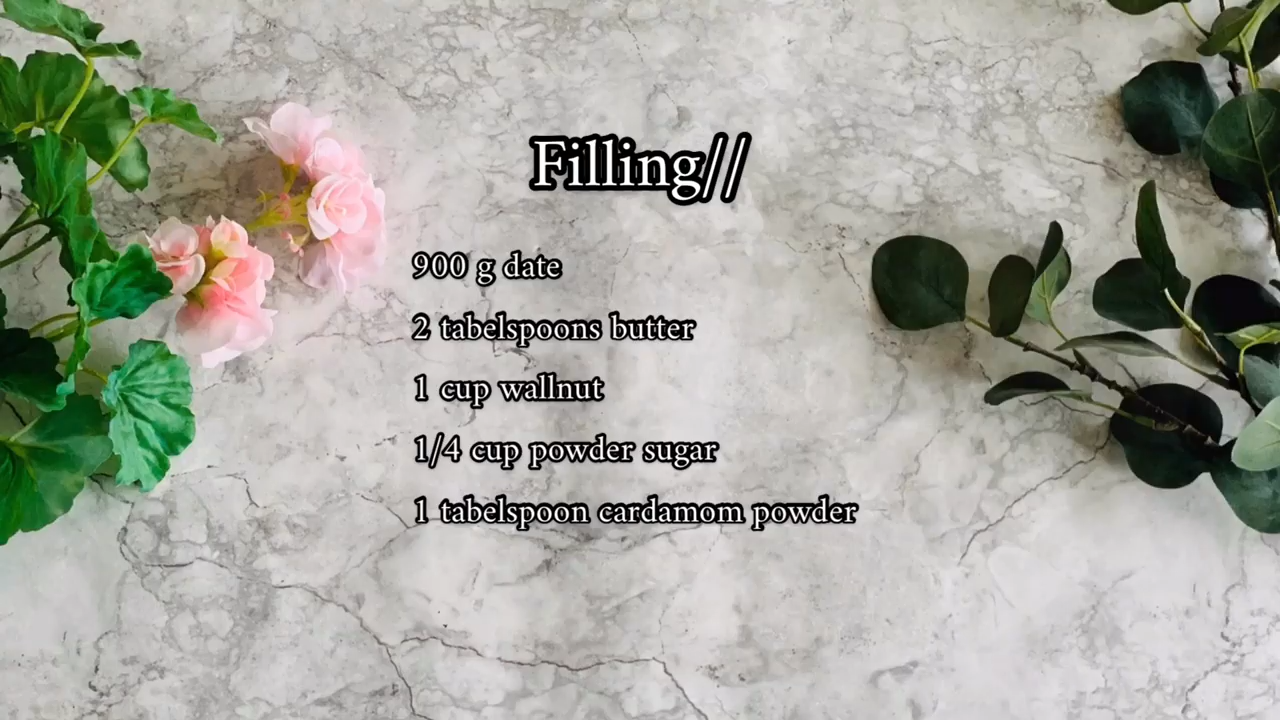 Filling//
900 g date
2 tabelspoons butter
1 cup wallnut
1/4 cup powder sugar
1 tabelspoon cardamom powder